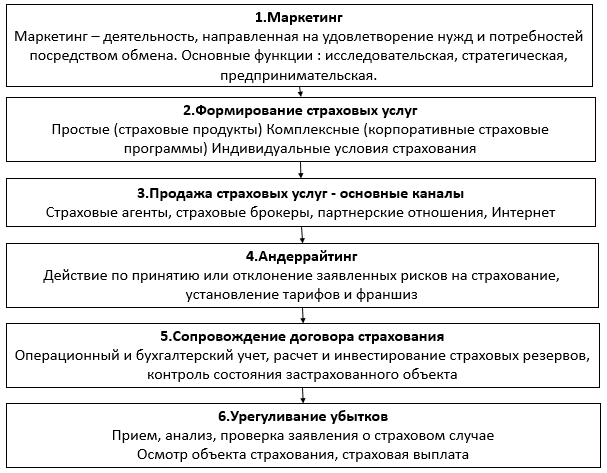 1.Маркетинг
Маркетинг – деятельность, направленная на удовлетворение нужд и потребностей
посредством обмена. Основные функции : исследовательская, стратегическая,
предпринимательская.
2.Формирование страховых услуг
Простые (страховые продукты) Комплексные (корпоративные страховые
программы) Индивидуальные условия страхования
3.Продажа страховых услуг - основные каналы
Страховые агенты, страховые брокеры, партнерские отношения, Интернет
4.Андеррайтинг
Действие по принятию или отклонение заявленных рисков на страхование,
установление тарифов и франшиз
5.Сопровождение договора страхования
Операционный и бухгалтерский учет, расчет и инвестирование страховых резервов,
контроль состояния застрахованного объекта
6.Урегуливание убытков
Прием, анализ, проверка заявления о страховом случае
Осмотр объекта страхования, страховая выплата